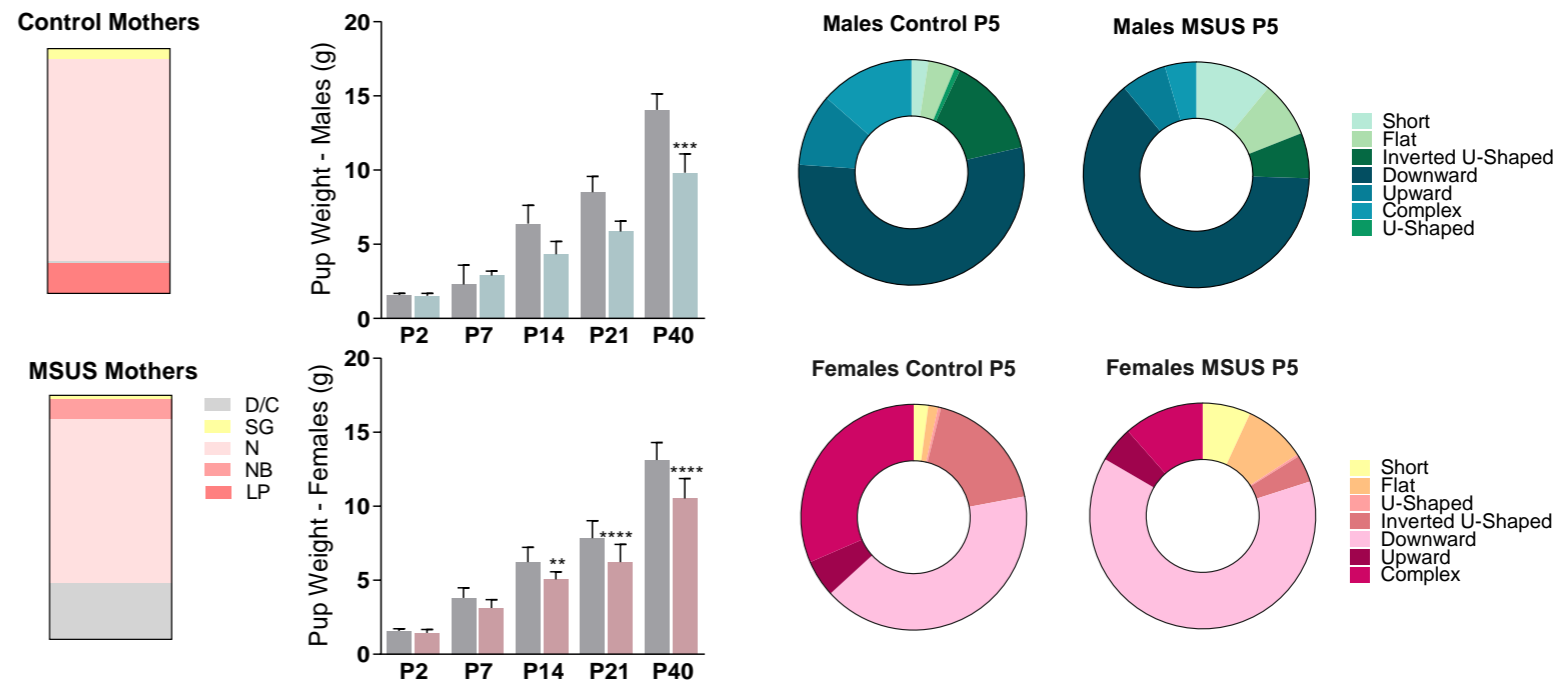 Control Mothers
MSUS Mothers
D/C
SG
N
NB
LP
Pup Weight - Males (g)
20
15
10
5
0
***
P2 P7 P14 P21 P40
Pup Weight - Females (g)
20
15
10
5
0
** **** ****
P2 P7 P14 P21 P40
Males Control P5
Males MSUS P5
Short
Flat
Inverted U-Shaped
Downward
Upward
Complex
U-Shaped
Females Control P5
Females MSUS P5
Short
Flat
U-Shaped
Inverted U-Shaped
Downward
Upward
Complex